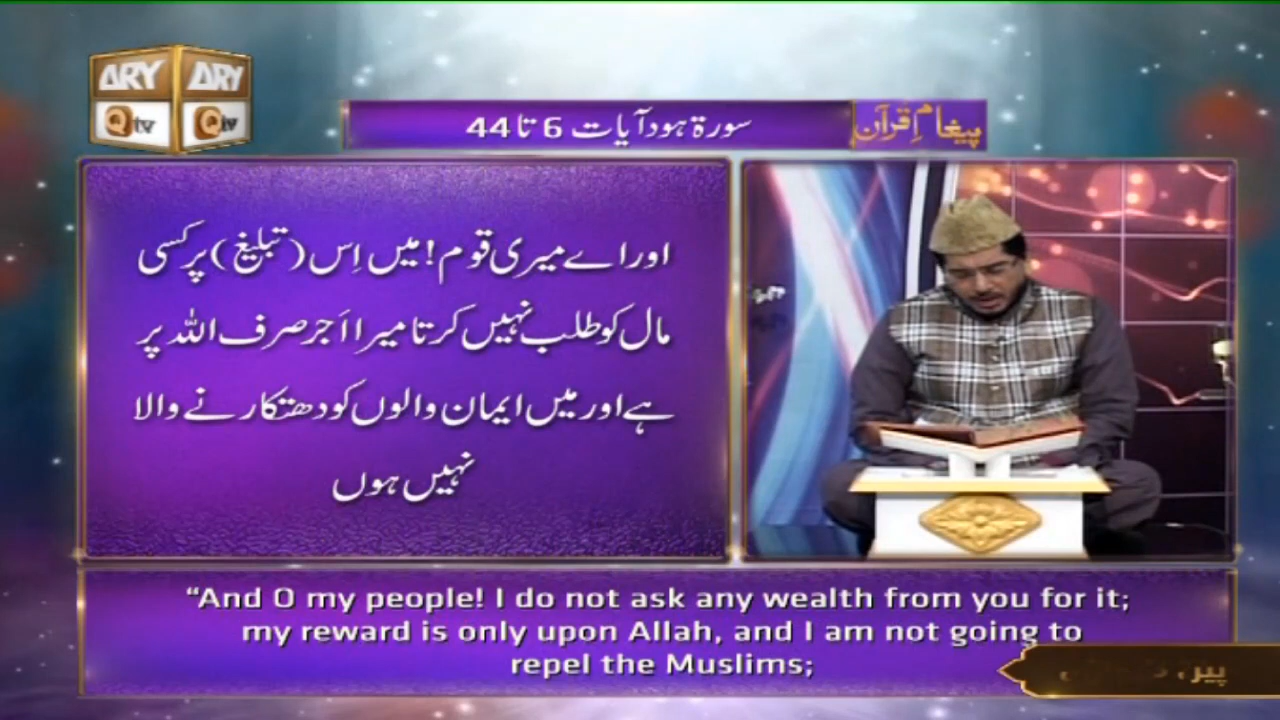 ARY ARY
Qtv Qtv
پیغامِ قرآن
سورۃ ہود آیات 6 تا 44
اور اے میری قوم! میں اِس (تبلیغ) پر کسی
مال کو طلب نہیں کرتا میرا اَجر صرف اللہ پر
ہے اور میں ایمان والوں کو دھتکارنے والا
نہیں ہوں
“And O my people! I do not ask any wealth from you for it;
my reward is only upon Allah, and I am not going to
repel the Muslims;